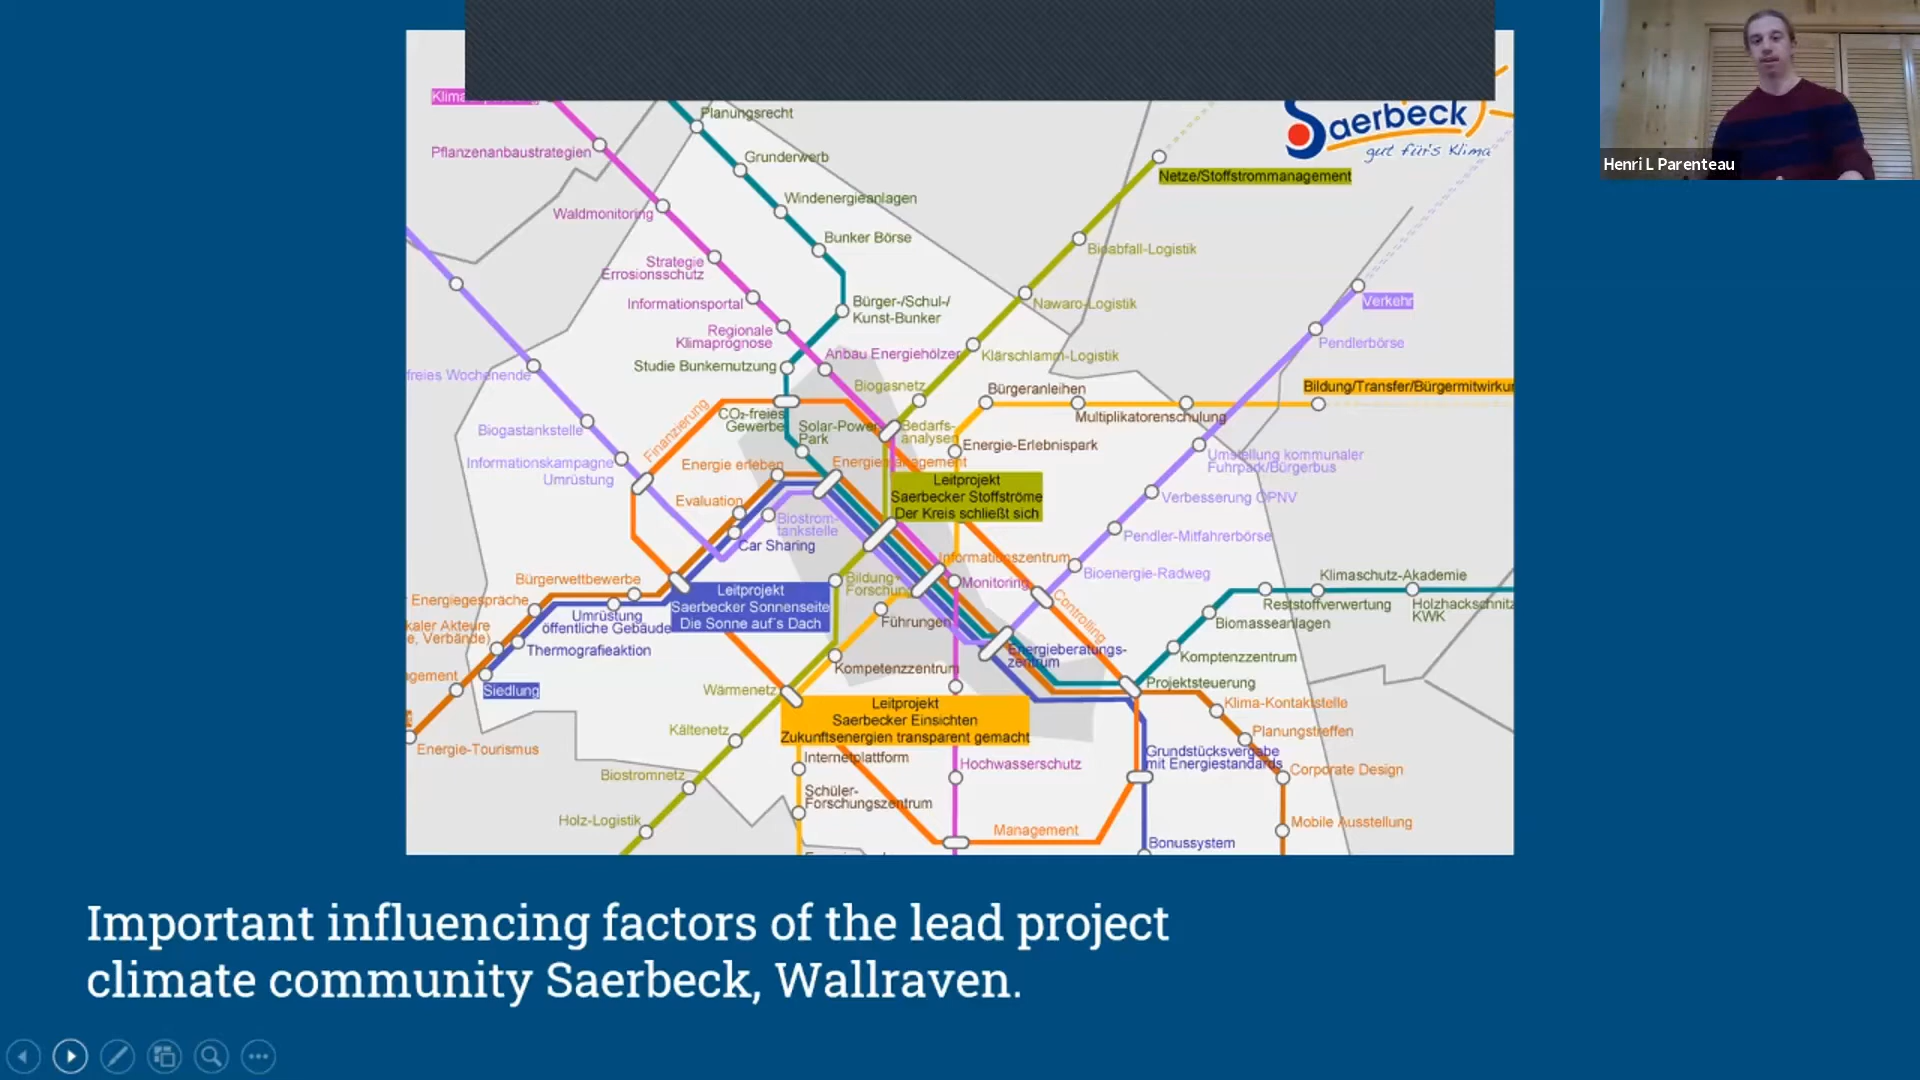 Saerbeck
gut für's Klima
Henri L Parenteau
Planungsrecht
Pflanzenanbaustrategien
Grunderwerb
Netze/Stoffstrommanagement
Windenergieanlagen
Waldmonitoring
Bunker Börse
Bioabfall-Logistik
Strategie
Errosionsschutz
Informationsportal
Bürger-/Schul-/
Kunst-Bunker
Nawaro-Logistik
Verkehr
Regionale
Klimaprognose
Pendlerbörse
Anbau Energiehölzer
Klärschlamm-Logistik
Studie Bunkernutzung
freies Wochenende
Biogasnetz
Bürgeranleihen
Bildung/Transfer/Bürgermitwirkun
Multiplikatorenschulung
CO₂-freies
Gewerbe
Solar-Power
Park
Bedarfs-
analysen
Finanzierung
Biogastankstelle
Energie-Erlebnispark
Informationskampagne
Umrüstung
Energie erleben
Energiemanagement
Umstellung kommunaler
Fuhrpark/Bürgerbus
Leitprojekt
Saerbecker Stoffströme
Der Kreis schließt sich
Evaluation
Verbesserung ÖPNV
Biostrom-
tankstelle
Car Sharing
Pendler-Mitfahrerbörse
Informationszentrum
Bildung+
Forschung
Monitoring
Bioenergie-Radweg
Klimaschutz-Akademie
Bürgerwettbewerbe
Leitprojekt
Saerbecker Sonnenseite
Die Sonne auf´s Dach
Controlling
Reststoffverwertung
Holzhackschnitz
KWK
Energiegespräche
Umrüstung
öffentliche Gebäude
Führungen
Biomasseanlagen
kaler Akteure
e, Verbände)
Thermografieaktion
Energieberatungs-
zentrum
Komptenzzentrum
Kompetenzzentrum
gement
Siedlung
Wärmenetz
Projektsteuerung
Leitprojekt
Saerbecker Einsichten
Zukunftsenergien transparent gemacht
Klima-Kontaktstelle
Kältenetz
Planungstreffen
Energie-Tourismus
Internetplattform
Hochwasserschutz
Grundstücksvergabe
mit Energiestandards
Corporate Design
Biostromnetz
Schüler-
Forschungszentrum
Holz-Logistik
Management
Mobile Ausstellung
Bonussystem
Important influencing factors of the lead project
climate community Saerbeck, Wallraven.